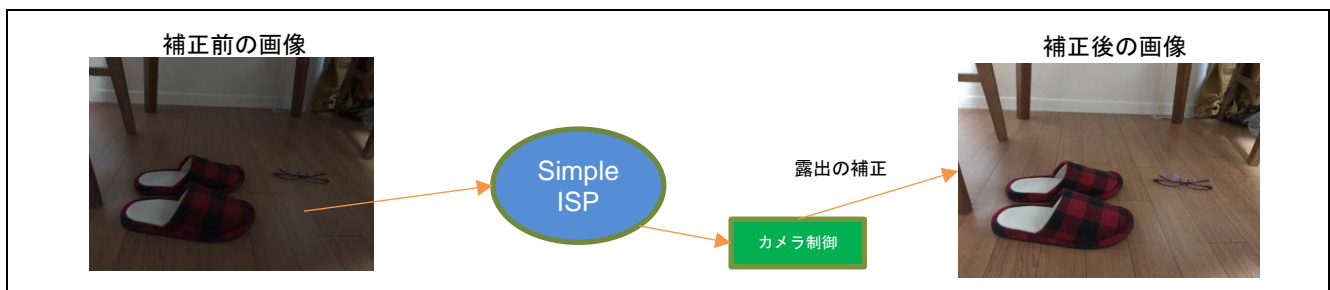 補正前の画像
補正後の画像
Simple
ISP
露出の補正
カメラ制御